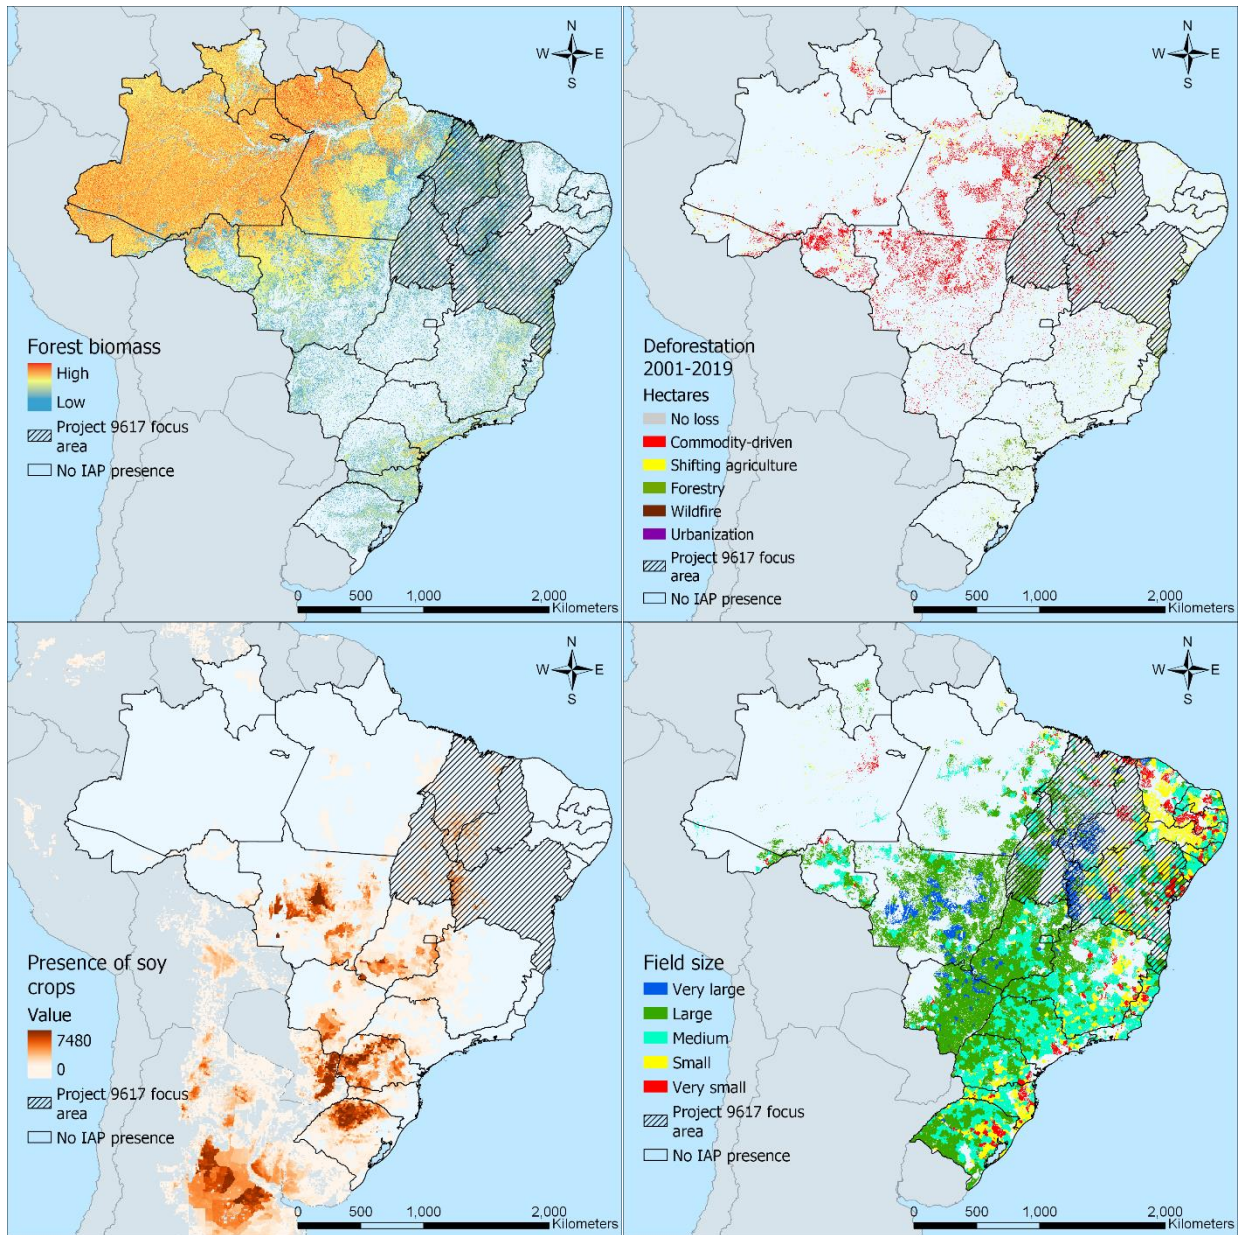 N
W E
S
Forest biomass
High
Low
Project 9617 focus
area
No IAP presence
0 500 1,000 2,000
Kilometers
N
W E
S
Deforestation
2001-2019
Hectares
No loss
Commodity-driven
Shifting agriculture
Forestry
Wildfire
Urbanization
Project 9617 focus
area
No IAP presence
0 500 1,000 2,000
Kilometers
N
W E
S
Presence of soy
crops
Value
7480
0
Project 9617 focus
area
No IAP presence
0 500 1,000 2,000
Kilometers
N
W E
S
Field size
Very large
Large
Medium
Small
Very small
Project 9617 focus
area
No IAP presence
0 500 1,000 2,000
Kilometers